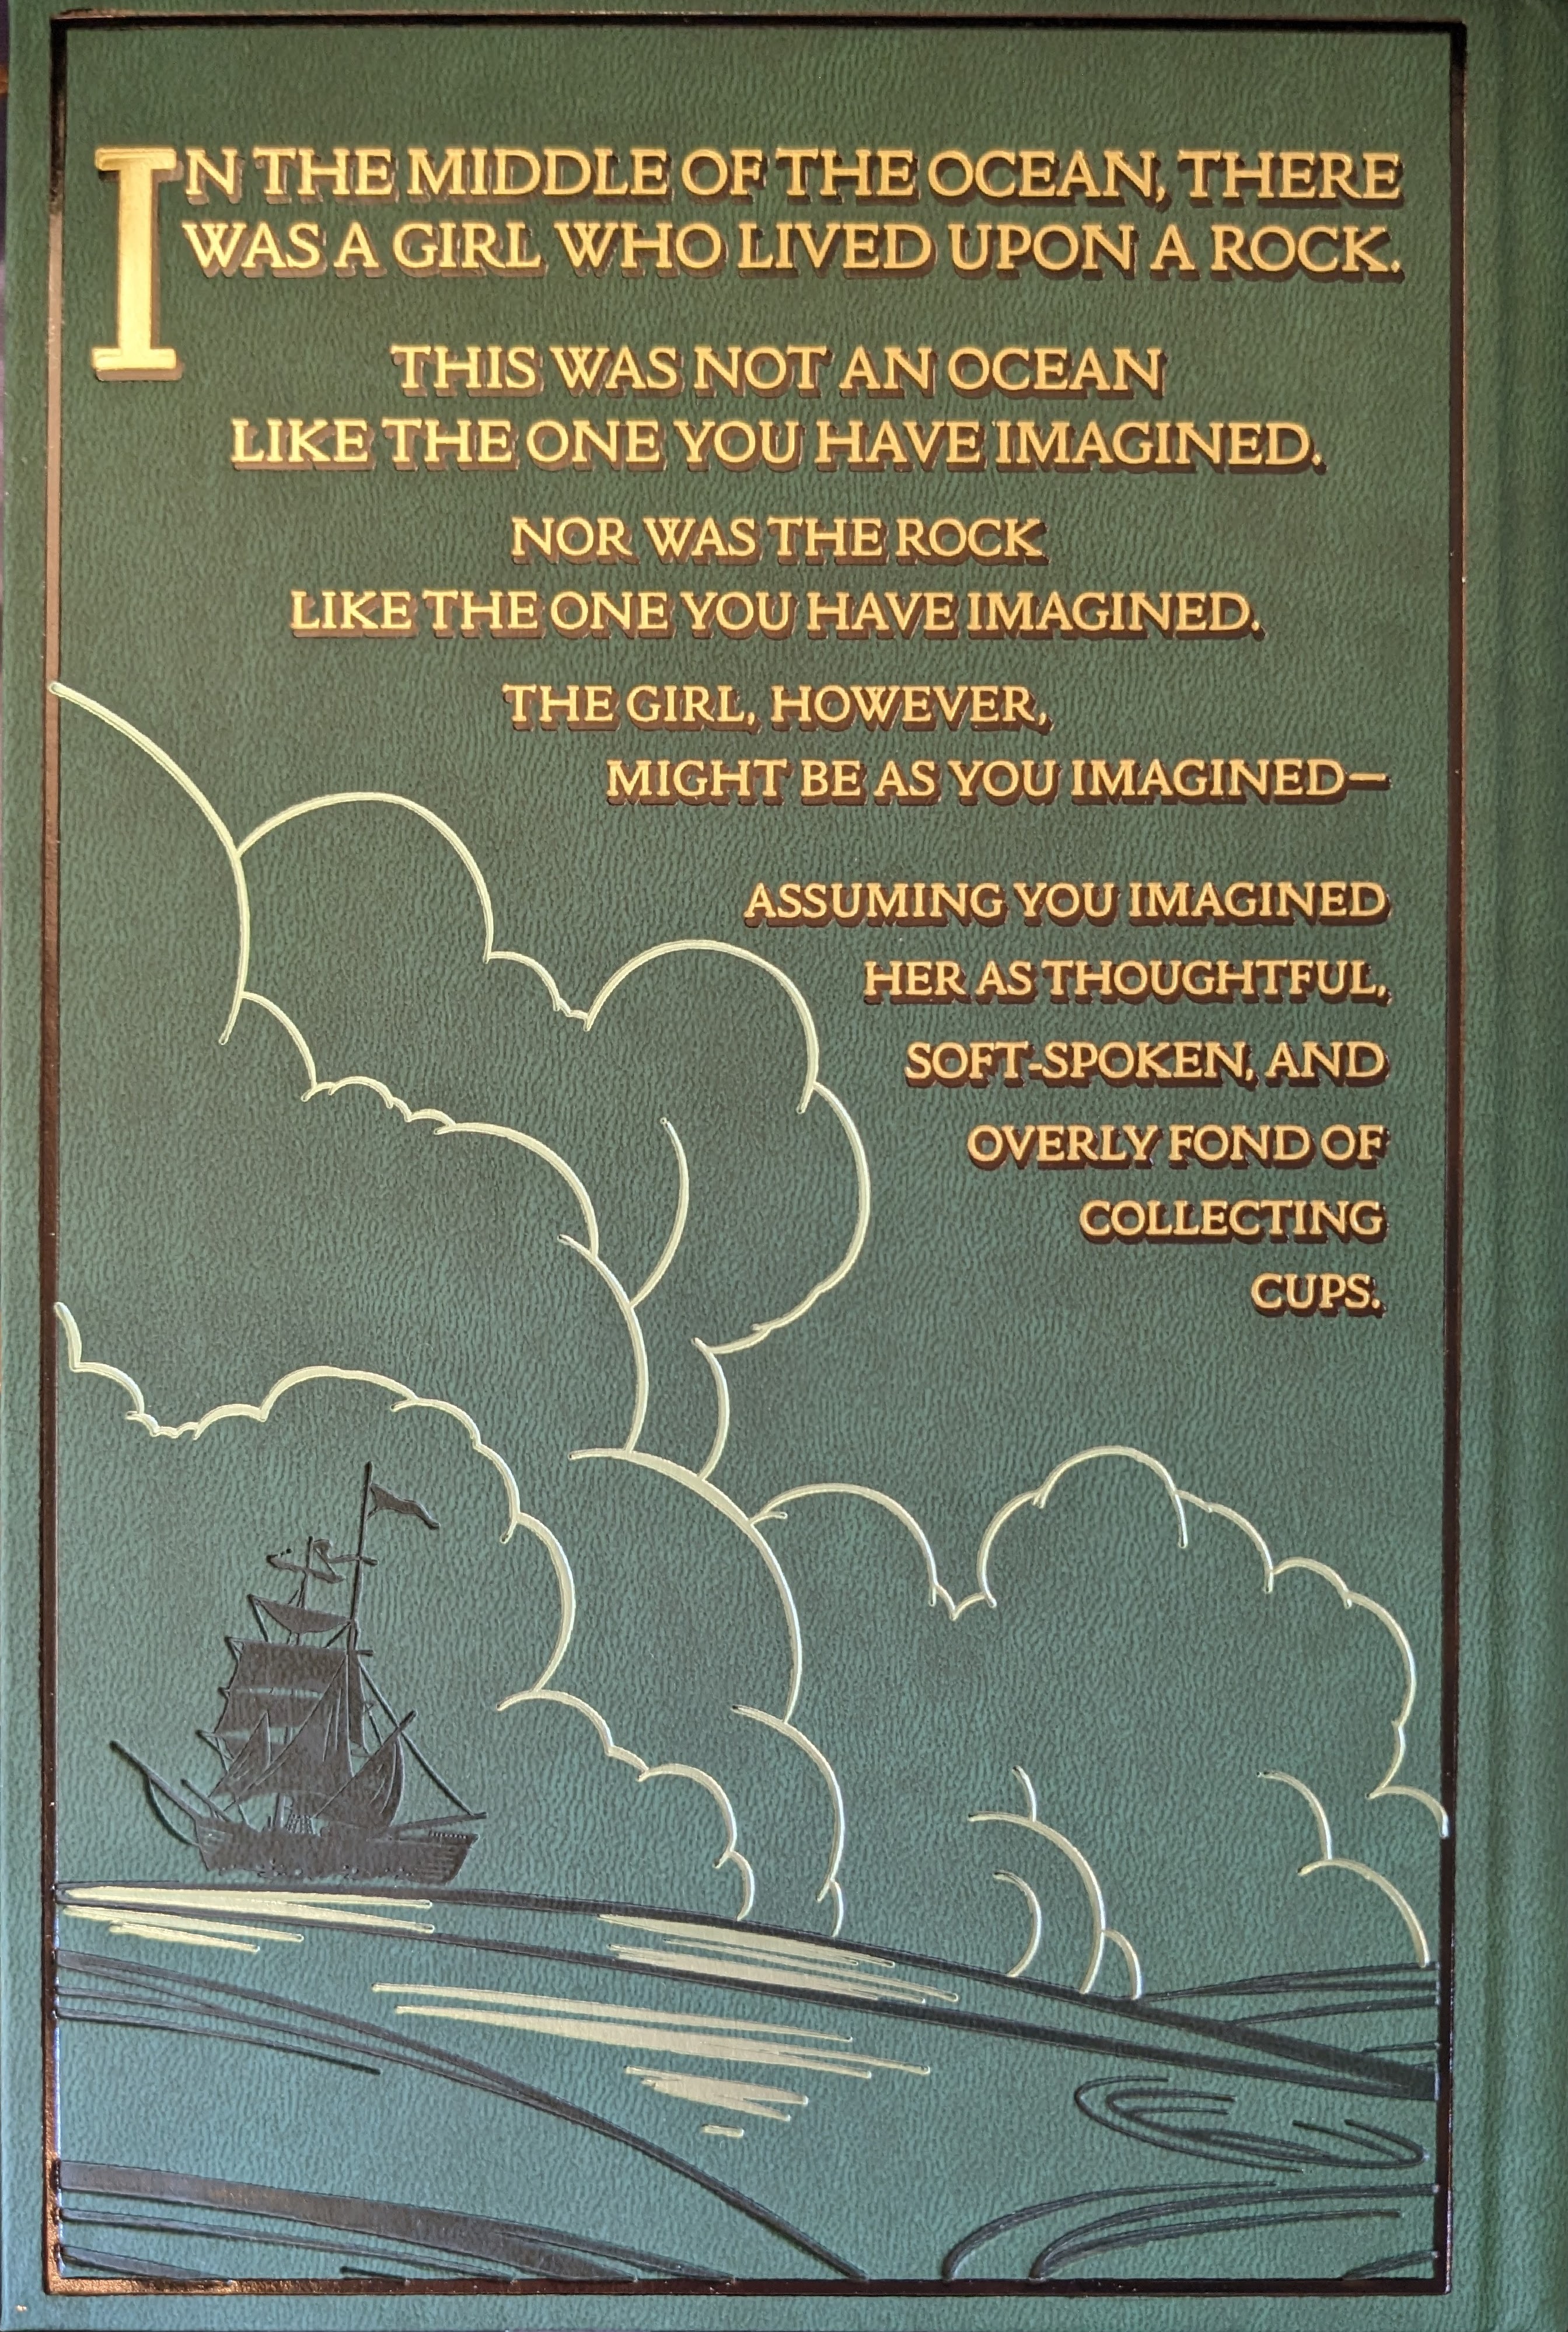 IN THE MIDDLE OF THE OCEAN, THERE
WAS A GIRL WHO LIVED UPON A ROCK.
THIS WAS NOT AN OCEAN
LIKE THE ONE YOU HAVE IMAGINED.
NOR WAS THE ROCK
LIKE THE ONE YOU HAVE IMAGINED.
THE GIRL, HOWEVER,
MIGHT BE AS YOU IMAGINED—
ASSUMING YOU IMAGINED
HER AS THOUGHTFUL,
SOFT-SPOKEN, AND
OVERLY FOND OF
COLLECTING
CUPS.